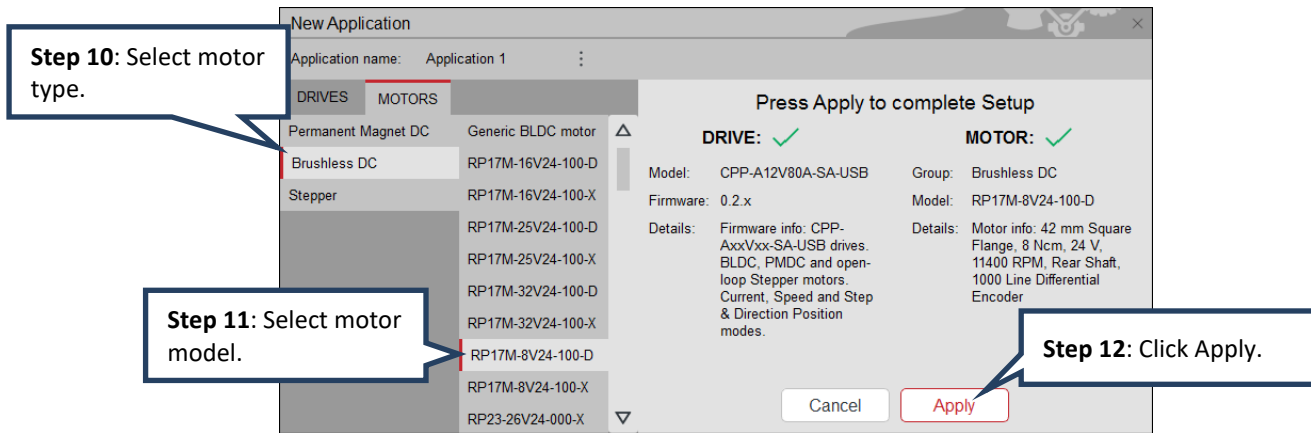 New Application
Step 10: Select motor
type.
Application name: Application 1
DRIVES MOTORS
Permanent Magnet DC
Brushless DC
Stepper
Generic BLDC motor
RP17M-16V24-100-D
RP17M-16V24-100-X
RP17M-25V24-100-D
RP17M-25V24-100-X
RP17M-32V24-100-D
RP17M-32V24-100-X
RP17M-8V24-100-D
RP17M-8V24-100-X
RP23-26V24-000-X
Step 11: Select motor
model.
Press Apply to complete Setup
DRIVE:
Model: CPP-A12V80A-SA-USB
Firmware: 0.2.x
Details: Firmware info: CPP-
AxxVxx-SA-USB drives.
BLDC, PMDC and open-
loop Stepper motors.
Current, Speed and Step
& Direction Position
modes.
MOTOR:
Group: Brushless DC
Model: RP17M-8V24-100-D
Details: Motor info: 42 mm Square
Flange, 8 Ncm, 24 V,
11400 RPM, Rear Shaft,
1000 Line Differential
Encoder
Step 12: Click Apply.
Cancel Apply